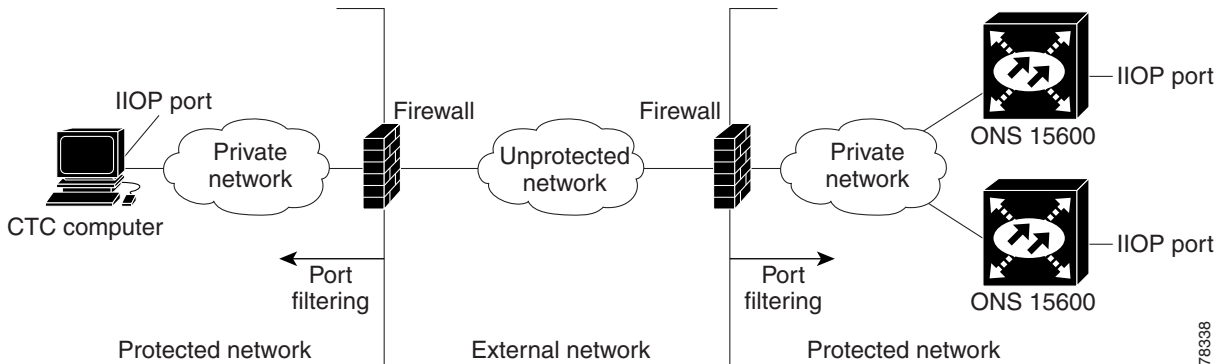 IIOP port
Firewall
Firewall
Private
network
Unprotected
network
Private
network
CTC computer
IIOP port
ONS 15600
IIOP port
ONS 15600
Port
filtering
Port
filtering
Protected network
External network
Protected network
78338